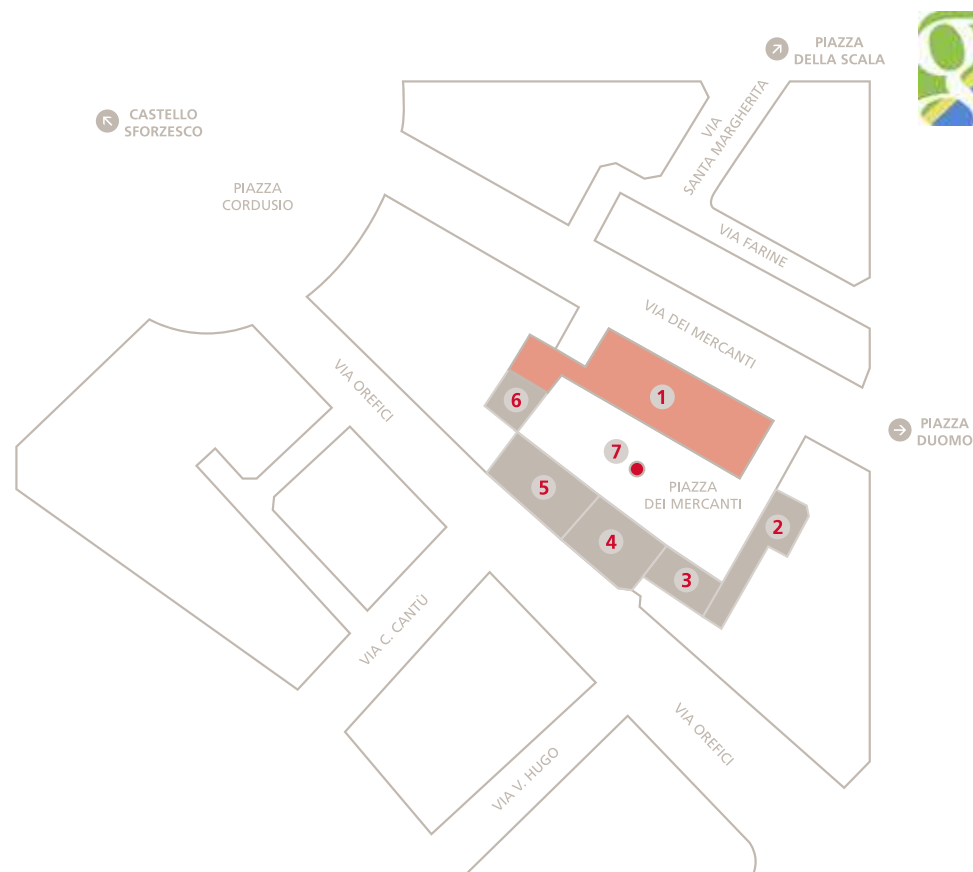 PIAZZA
DELLA SCALA
CASTELLO
SFORZESCO
VIA
SANTA MARGHERITA
PIAZZA
CORDUSIO
VIA FARINE
VIA DEI MERCANTI
VIA OREFICI
1
6
PIAZZA
DUOMO
7
5
PIAZZA
DEI MERCANTI
2
4
3
VIA C. CANTÙ
VIA OREFICI
VIA V. HUGO